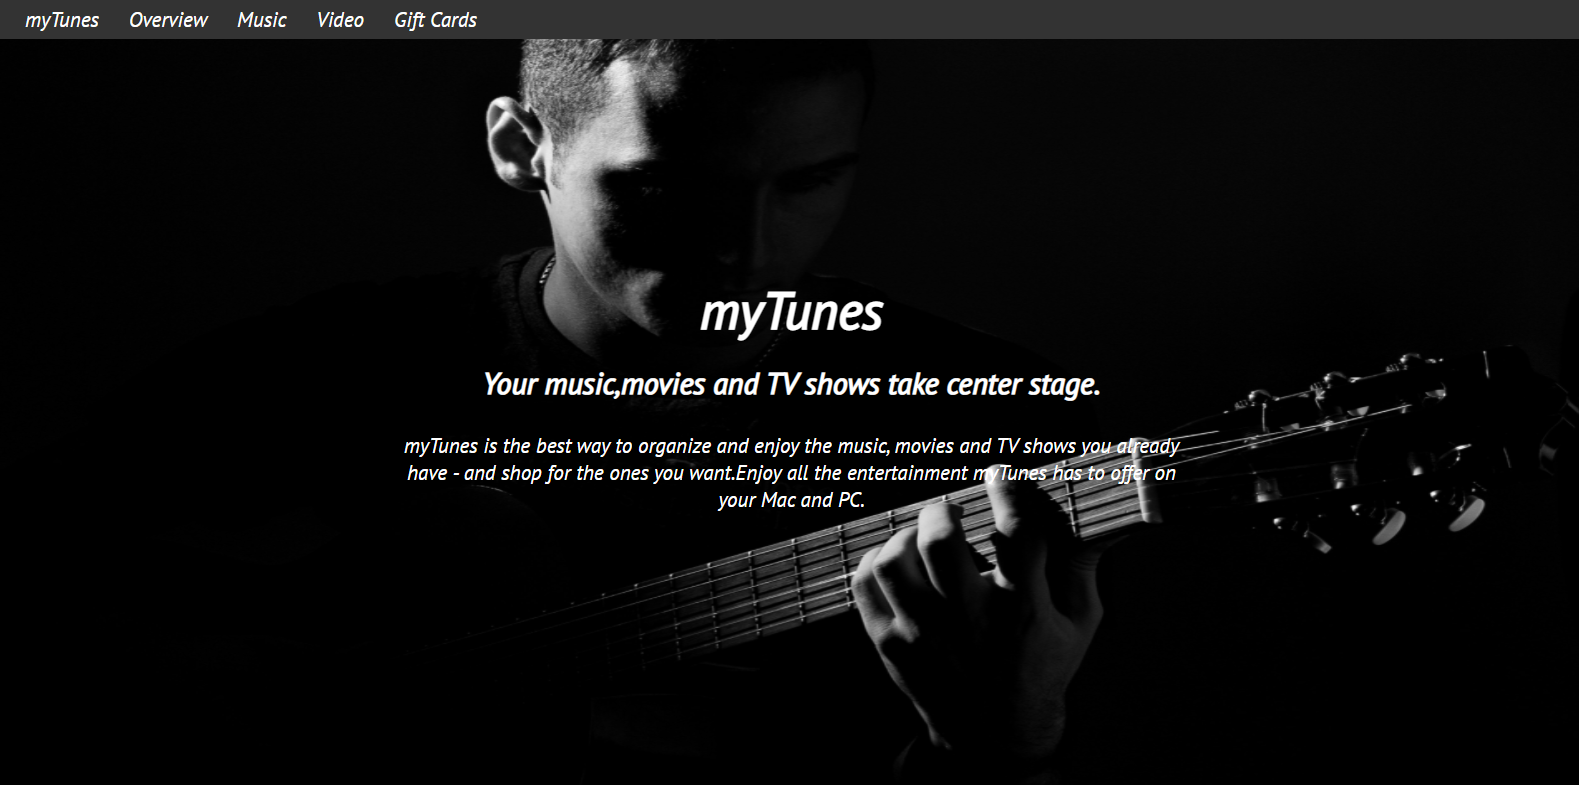 myTunes Overview Music Video Gift Cards
myTunes
Your music,movies and TV shows take center stage.
myTunes is the best way to organize and enjoy the music, movies and TV shows you already
have - and shop for the ones you want.Enjoy all the entertainment myTunes has to offer on
your Mac and PC.